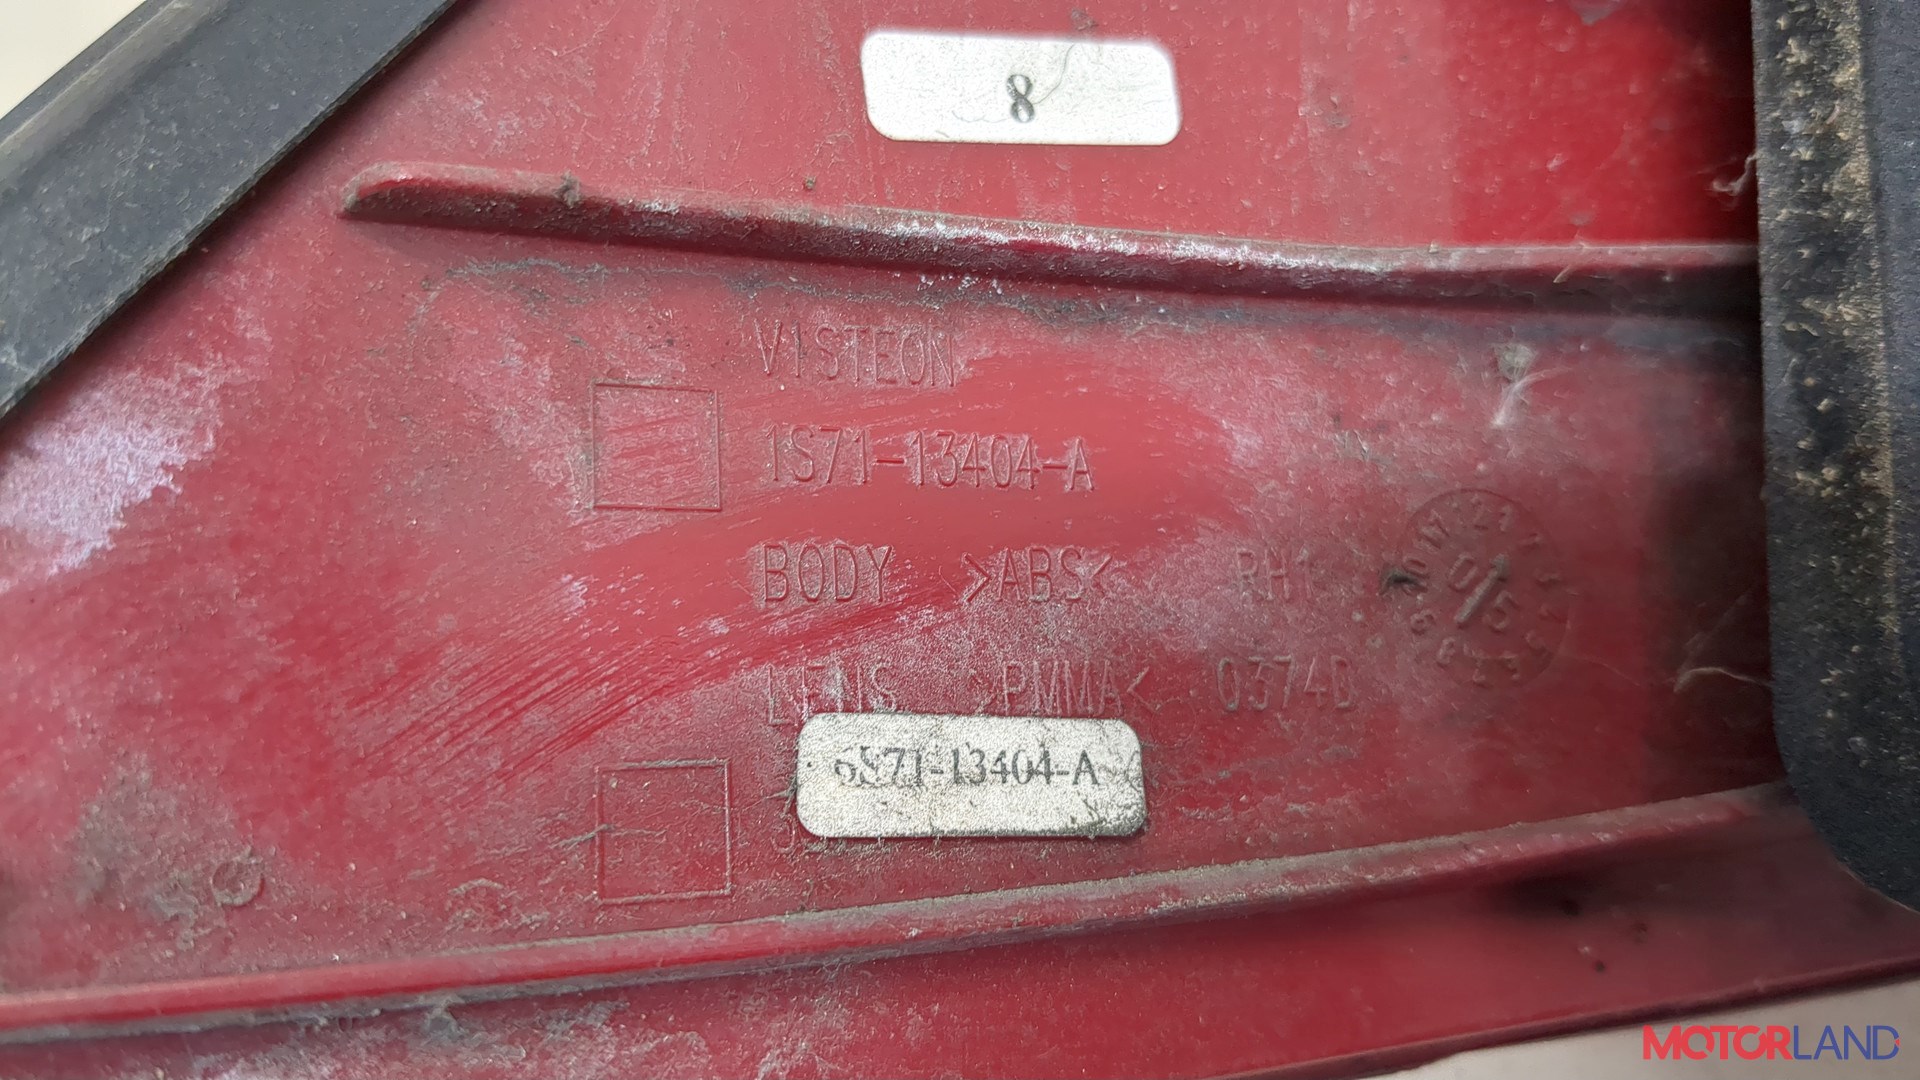 8
VISTEON
1S71-13404-A
BODY >ABS< RH1
LENS >PMMA< 0374D
6S71-13404-A
MOTORLAND